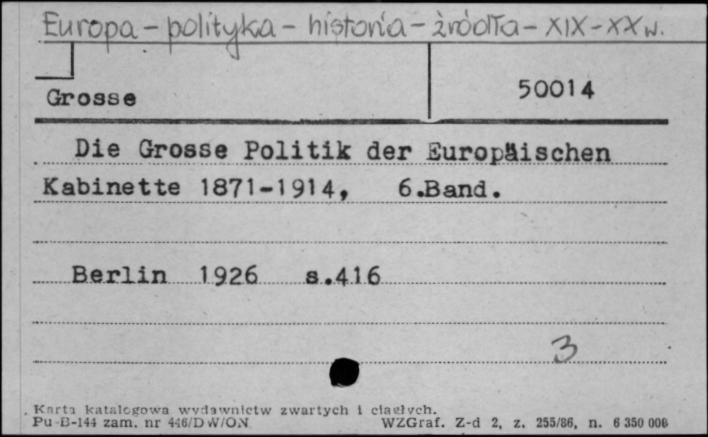 Europa - polityka - historia - źródła - XIX - XX w.
Grosse
50014
Die Grosse Politik der Europäischen
Kabinette 1871-1914, 6.Band.
Berlin 1926 s.416
3
Karta katalogowa wydawnictw zwartych i ciągłych.
Pu-B-144 zam. nr 446/DW/ON WZGraf. Z-d 2, z. 255/86, n. 6 350 000